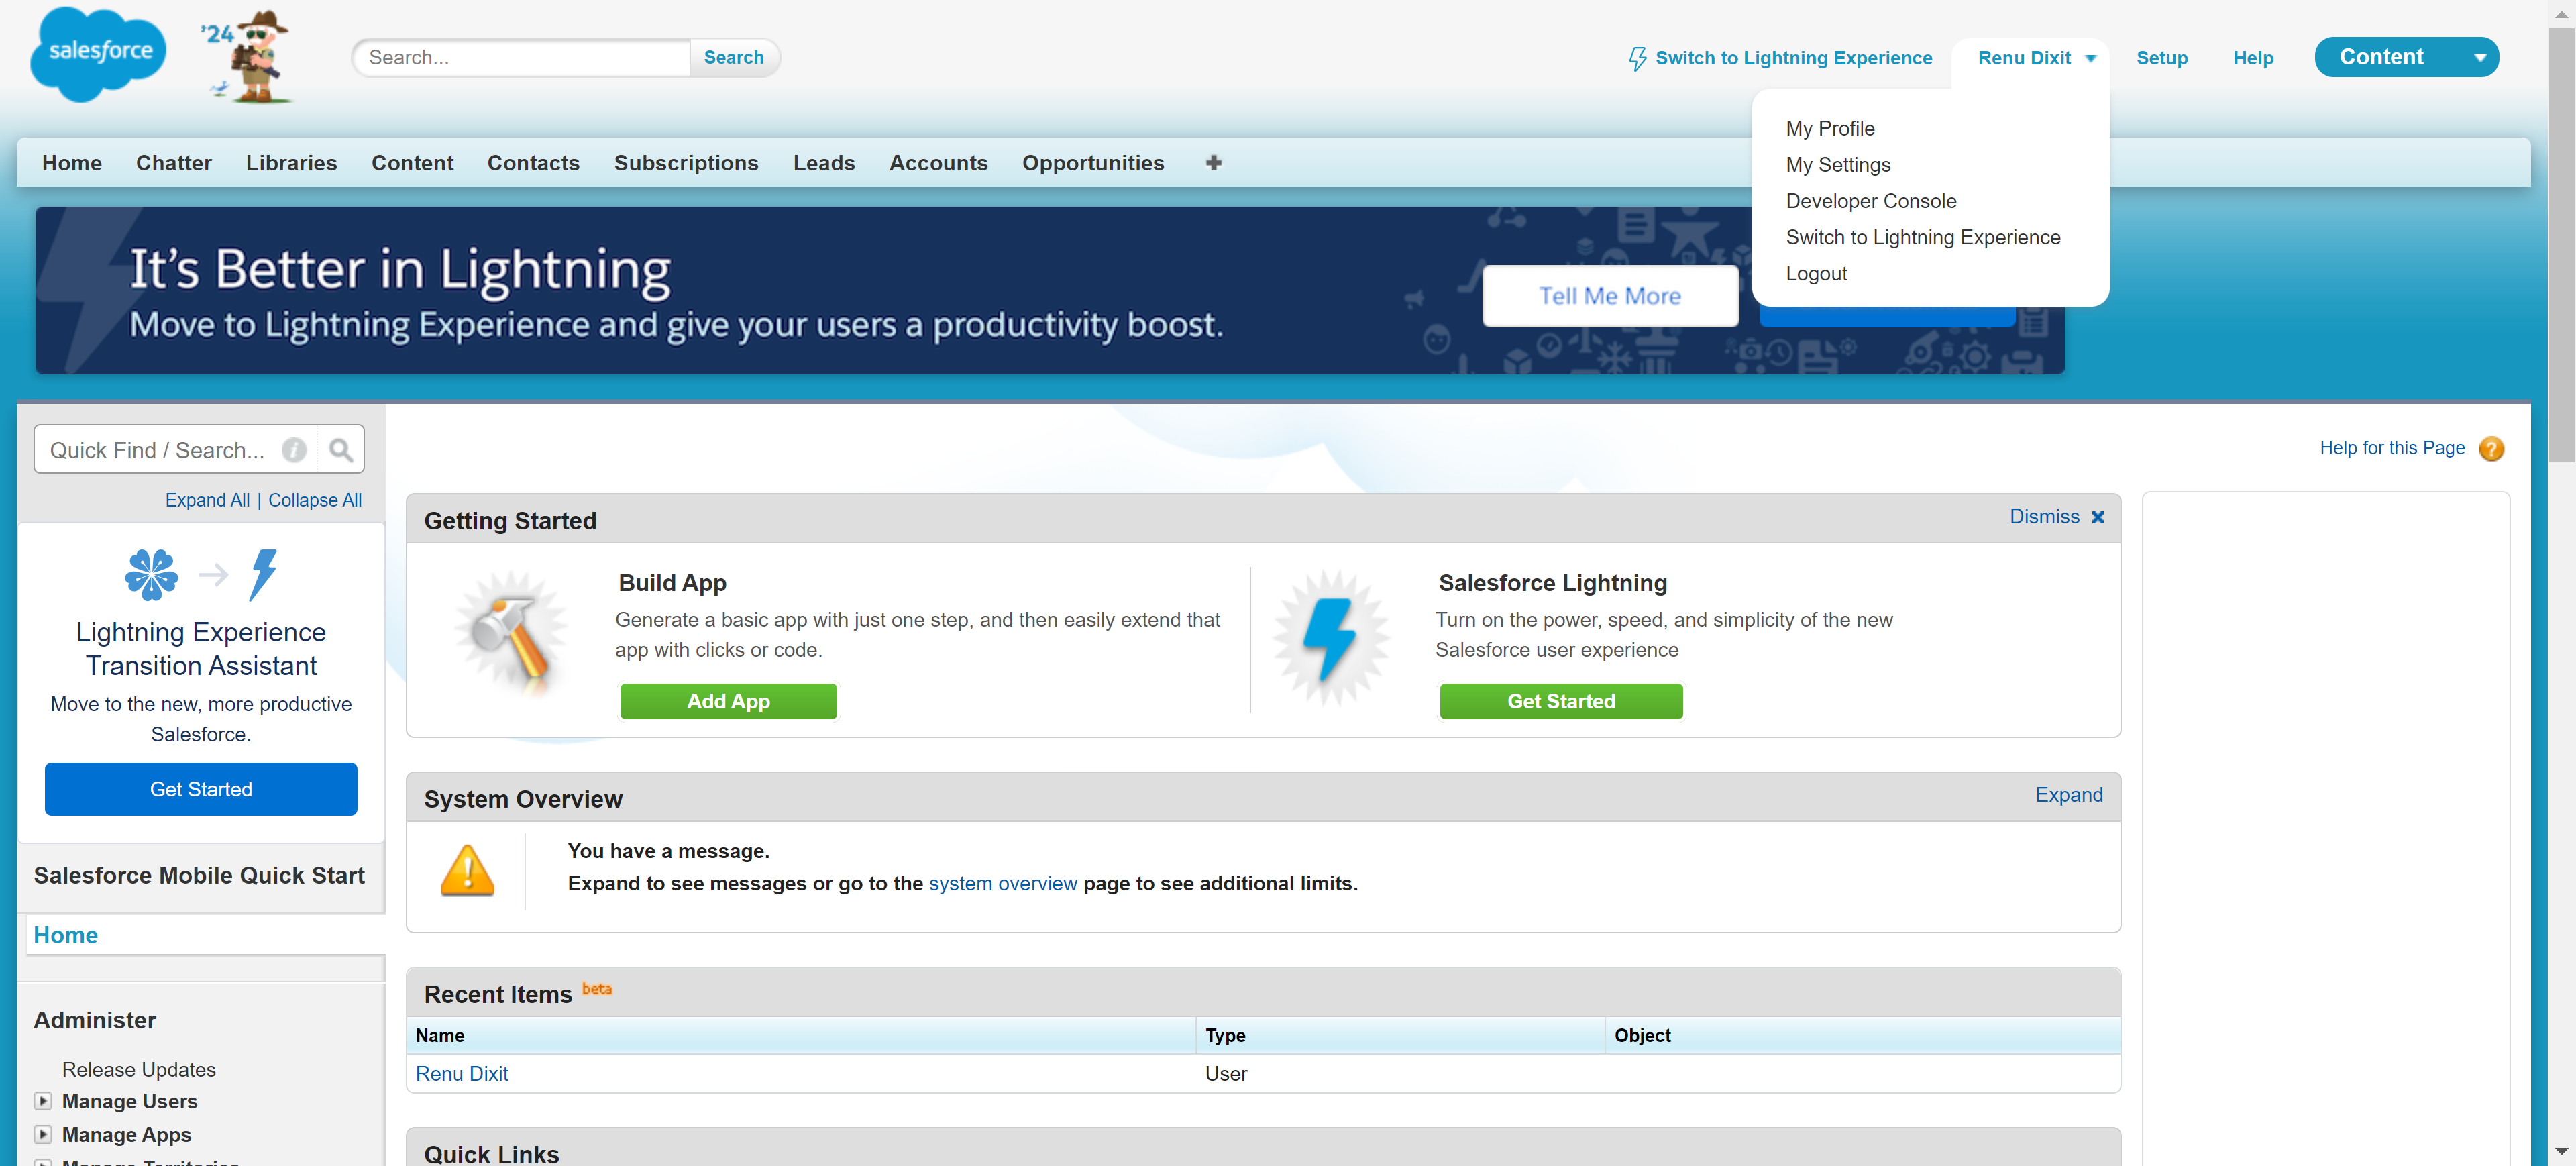 salesforce
'24
Search...
Search
Switch to Lightning Experience
Renu Dixit
Setup
Help
Content
My Profile
My Settings
Developer Console
Switch to Lightning Experience
Logout
Home
Chatter
Libraries
Content
Contacts
Subscriptions
Leads
Accounts
Opportunities
It's Better in Lightning
Move to Lightning Experience and give your users a productivity boost.
Tell Me More
Quick Find / Search...
Expand All | Collapse All
Lightning Experience
Transition Assistant
Move to the new, more productive
Salesforce.
Get Started
Salesforce Mobile Quick Start
Home
Administer
Release Updates
Manage Users
Manage Apps
Manage Territories
Help for this Page
Getting Started
Dismiss
Build App
Generate a basic app with just one step, and then easily extend that
app with clicks or code.
Add App
Salesforce Lightning
Turn on the power, speed, and simplicity of the new
Salesforce user experience
Get Started
System Overview
Expand
You have a message.
Expand to see messages or go to the system overview page to see additional limits.
Recent Items beta
Name
Type
Object
Renu Dixit
User
Quick Links